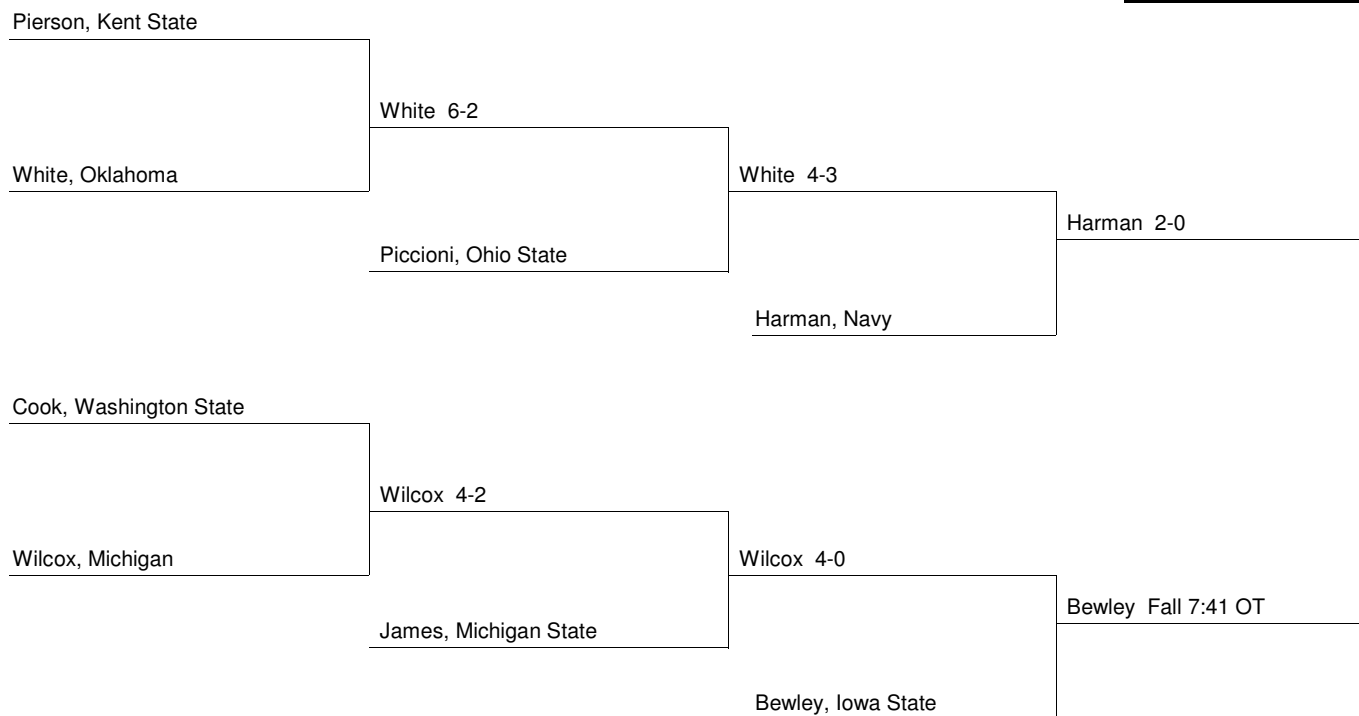 Pierson, Kent State
White  6-2
White, Oklahoma
White  4-3
Harman  2-0
Piccioni, Ohio State
Harman, Navy
Cook, Washington State
Wilcox  4-2
Wilcox, Michigan
Wilcox  4-0
Bewley  Fall 7:41 OT
James, Michigan State
Bewley, Iowa State